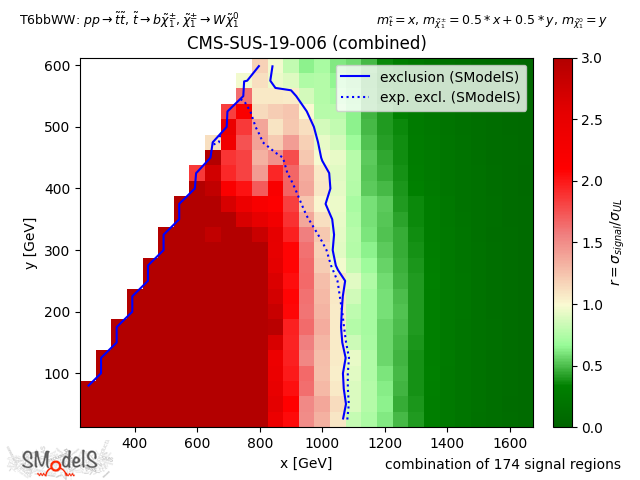 T6bbWW: pp → t̃t̃, t̃ → bχ̃₁±, χ̃₁± → Wχ̃₁⁰ m_t̃ = x, m_χ̃₁± = 0.5 * x + 0.5 * y, m_χ̃₁⁰ = y
CMS-SUS-19-006 (combined)
exclusion (SModelS)
exp. excl. (SModelS)
600
500
400
300
200
100
y [GeV]
400 600 800 1000 1200 1400 1600
x [GeV]
3.0
2.5
2.0
1.5
1.0
0.5
0.0
r = σ_signal/σ_UL
SModelS
combination of 174 signal regions